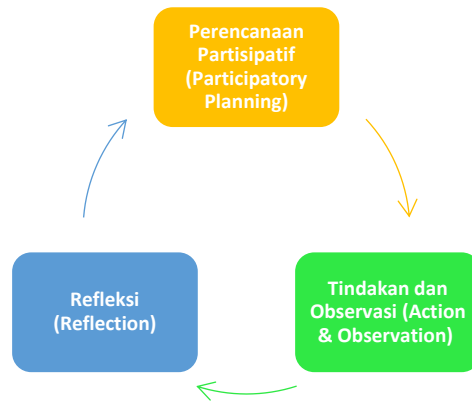 Perencanaan
Partisipatif
(Participatory
Planning)
Tindakan dan
Observasi (Action
& Observation)
Refleksi
(Reflection)